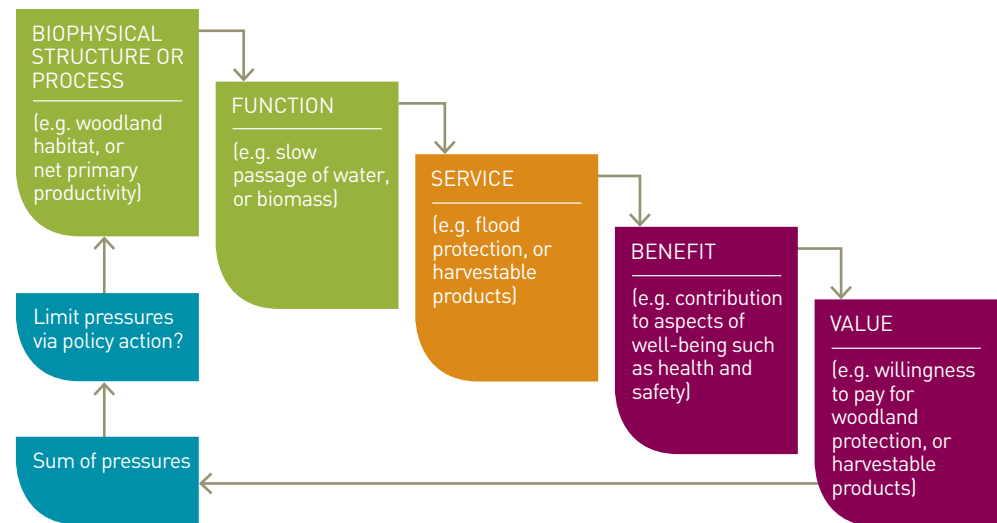 BIOPHYSICAL
STRUCTURE OR
PROCESS
(e.g. woodland
habitat, or
net primary
productivity)
FUNCTION
(e.g. slow
passage of water,
or biomass)
SERVICE
(e.g. flood
protection, or
harvestable
products)
BENEFIT
(e.g. contribution
to aspects of
well-being such
as health and
safety)
VALUE
(e.g. willingness
to pay for
woodland
protection, or
harvestable
products)
Limit pressures
via policy action?
Sum of pressures